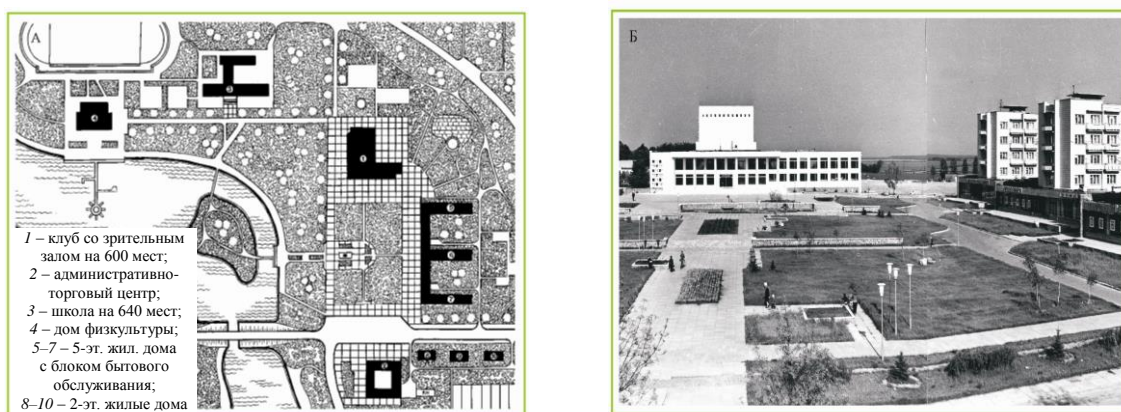 А
1 – клуб со зрительным
залом на 600 мест;
2 – административно-
торговый центр;
3 – школа на 640 мест;
4 – дом физкультуры;
5–7 – 5-эт. жил. дома
с блоком бытового
обслуживания;
8–10 – 2-эт. жилые дома
Б